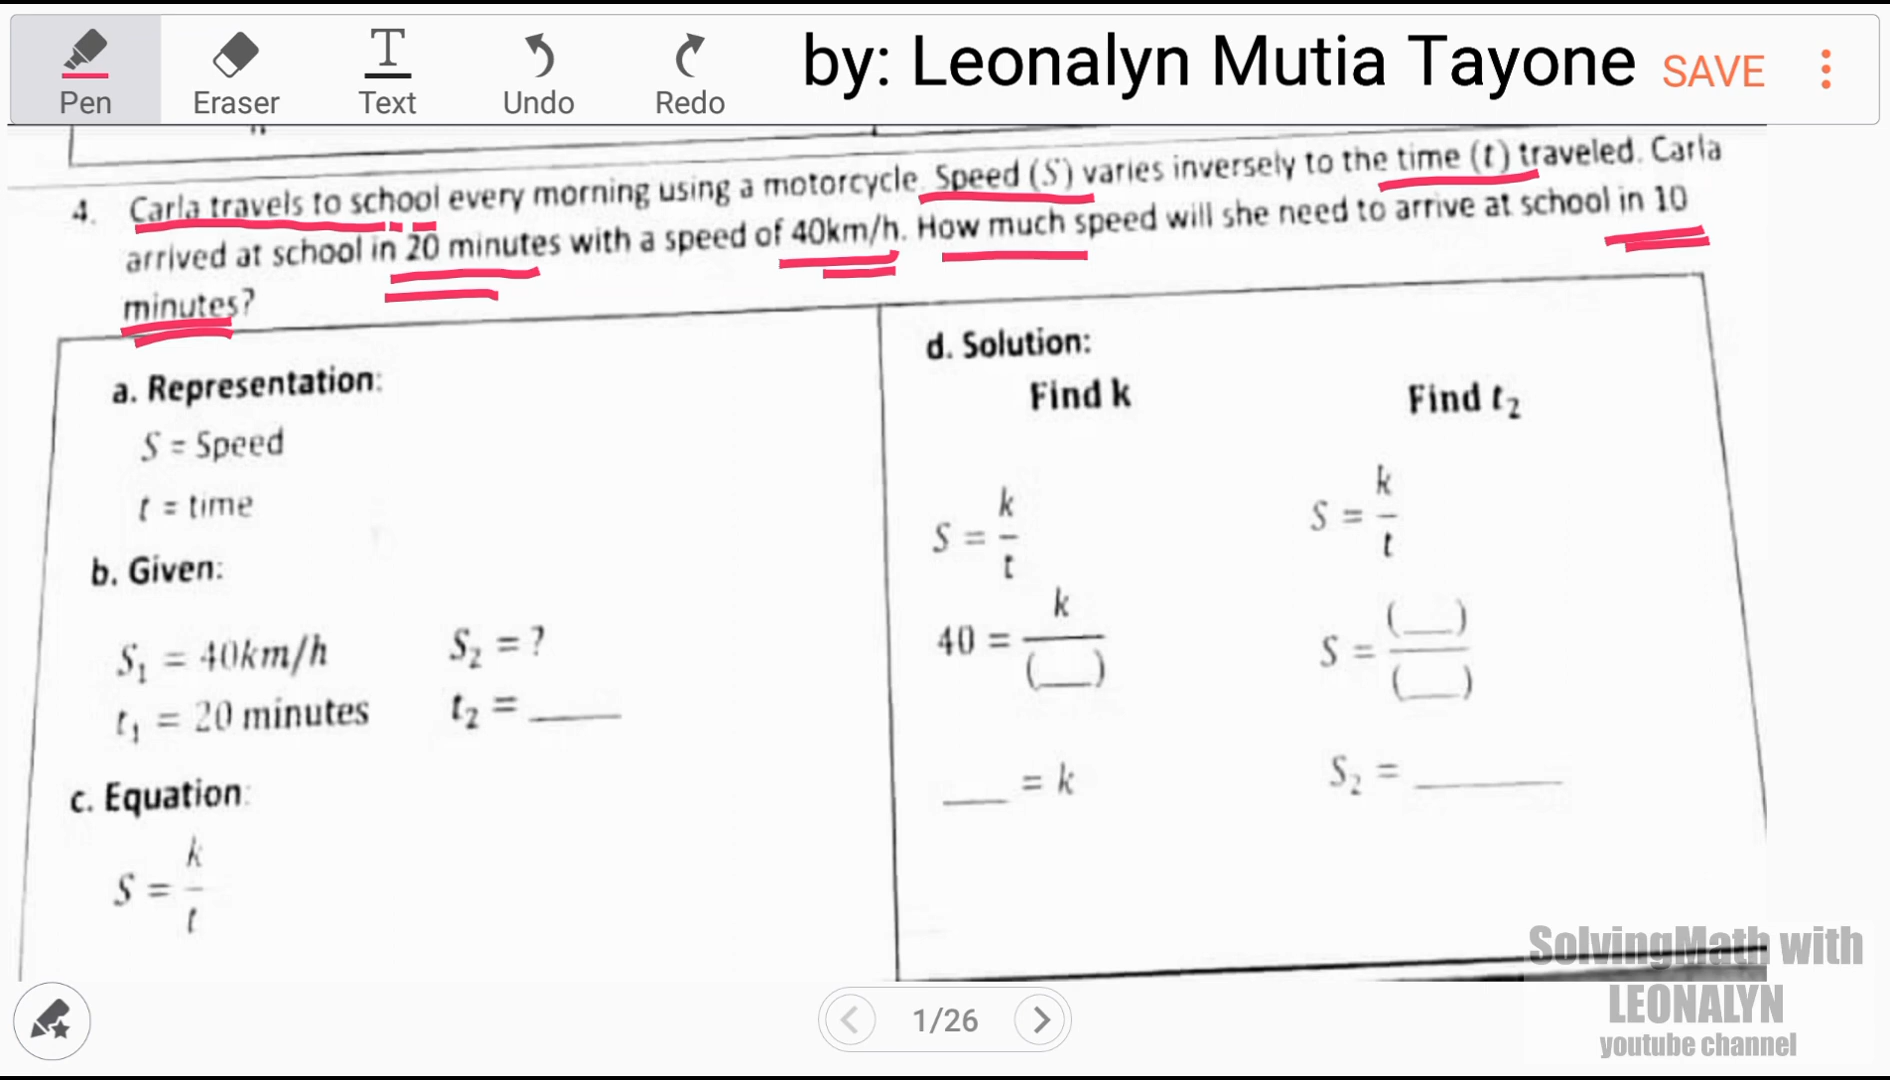 Pen
Eraser
Text
Undo
Redo
by: Leonalyn Mutia Tayone
SAVE
4. Carla travels to school every morning using a motorcycle. Speed (S) varies inversely to the time (t) traveled. Carla
arrived at school in 20 minutes with a speed of 40km/h. How much speed will she need to arrive at school in 10
minutes?
a. Representation:
S = Speed
t = time
b. Given:
S₁ = 40km/h S₂ = ?
t₁ = 20 minutes t₂ = ____
c. Equation:
S = k/t
d. Solution:
Find k
S = k/t
40 = k/(__)
___ = k
Find t₂
S = k/t
S = (__)/(__)
S₂ = ______
SolvingMath with
LEONALYN
youtube channel
1/26